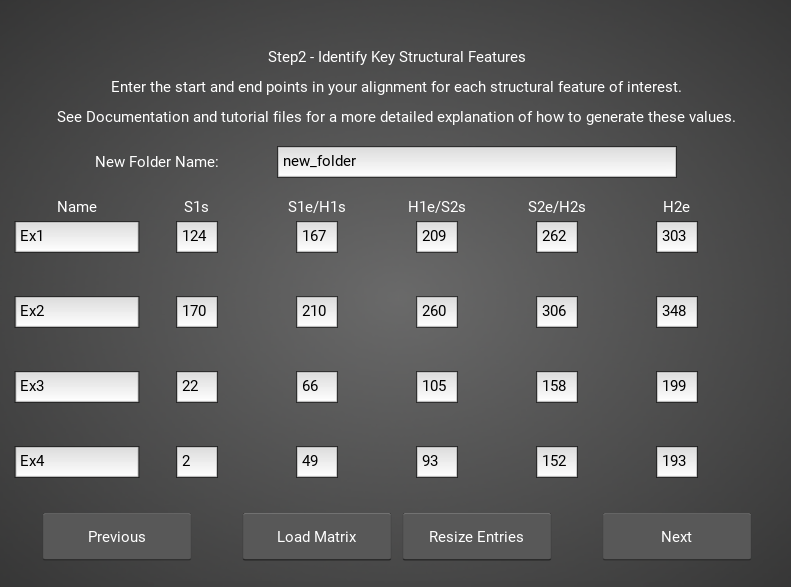 Step2 - Identify Key Structural Features
Enter the start and end points in your alignment for each structural feature of interest.
See Documentation and tutorial files for a more detailed explanation of how to generate these values.
New Folder Name: new_folder
Name S1s S1e/H1s H1e/S2s S2e/H2s H2e
Ex1 124 167 209 262 303
Ex2 170 210 260 306 348
Ex3 22 66 105 158 199
Ex4 2 49 93 152 193
Previous Load Matrix Resize Entries Next